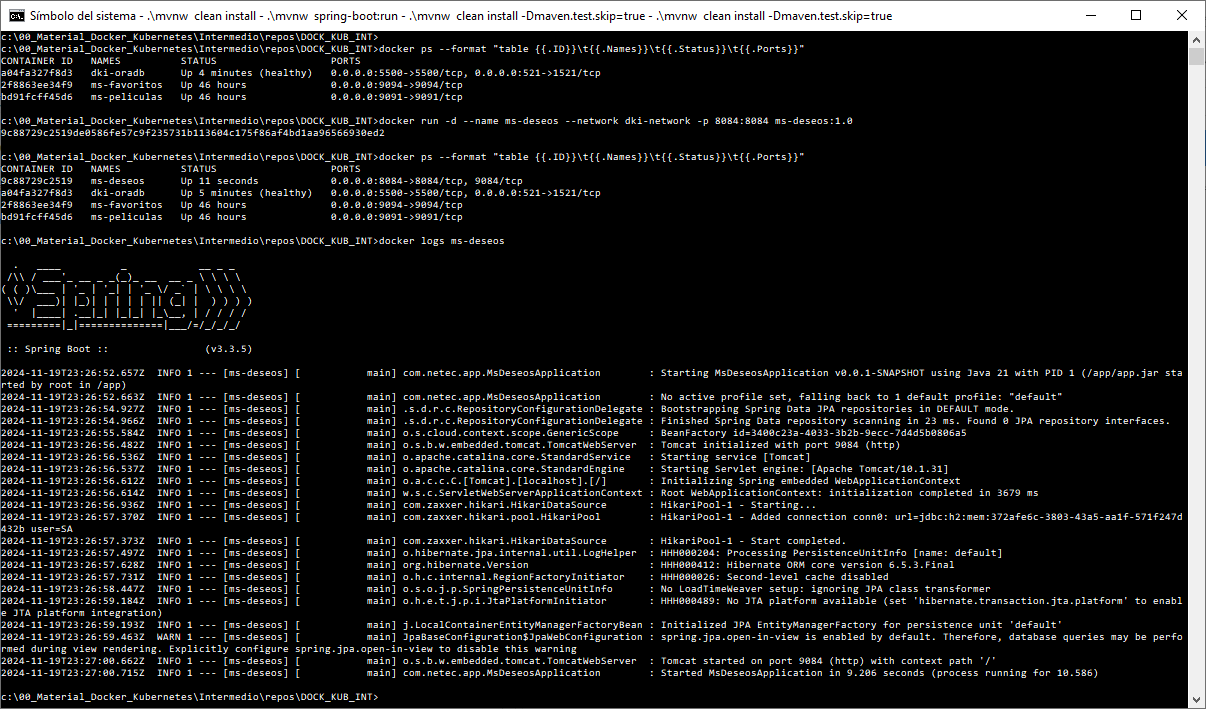 Símbolo del sistema - .\mvnw  clean install - .\mvnw  spring-boot:run - .\mvnw  clean install -Dmaven.test.skip=true - .\mvnw  clean install -Dmaven.test.skip=true
c:\00_Material_Docker_Kubernetes\Intermedio\repos\DOCK_KUB_INT>
c:\00_Material_Docker_Kubernetes\Intermedio\repos\DOCK_KUB_INT>docker ps --format "table {{.ID}}\t{{.Names}}\t{{.Status}}\t{{.Ports}}"
CONTAINER ID   NAMES          STATUS                   PORTS
a04fa327f8d3   dki-oradb      Up 4 minutes (healthy)   0.0.0.0:5500->5500/tcp, 0.0.0.0:521->1521/tcp
2f8863ee34f9   ms-favoritos   Up 46 hours              0.0.0.0:9094->9094/tcp
bd91fcff45d6   ms-peliculas   Up 46 hours              0.0.0.0:9091->9091/tcp
c:\00_Material_Docker_Kubernetes\Intermedio\repos\DOCK_KUB_INT>docker run -d --name ms-deseos --network dki-network -p 8084:8084 ms-deseos:1.0
9c88729c2519de0586fe57c9f235731b113604c175f86af4bd1aa96566930ed2
c:\00_Material_Docker_Kubernetes\Intermedio\repos\DOCK_KUB_INT>docker ps --format "table {{.ID}}\t{{.Names}}\t{{.Status}}\t{{.Ports}}"
CONTAINER ID   NAMES          STATUS                   PORTS
9c88729c2519   ms-deseos      Up 11 seconds            0.0.0.0:8084->8084/tcp, 9084/tcp
a04fa327f8d3   dki-oradb      Up 5 minutes (healthy)   0.0.0.0:5500->5500/tcp, 0.0.0.0:521->1521/tcp
2f8863ee34f9   ms-favoritos   Up 46 hours              0.0.0.0:9094->9094/tcp
bd91fcff45d6   ms-peliculas   Up 46 hours              0.0.0.0:9091->9091/tcp
c:\00_Material_Docker_Kubernetes\Intermedio\repos\DOCK_KUB_INT>docker logs ms-deseos
Spring
:: Spring Boot ::                (v3.3.5)
2024-11-19T23:26:52.657Z  INFO 1 --- [ms-deseos] [           main] com.netec.app.MsDeseosApplication        : Starting MsDeseosApplication v0.0.1-SNAPSHOT using Java 21 with PID 1 (/app/app.jar sta
rted by root in /app)
2024-11-19T23:26:52.663Z  INFO 1 --- [ms-deseos] [           main] com.netec.app.MsDeseosApplication        : No active profile set, falling back to 1 default profile: "default"
2024-11-19T23:26:54.927Z  INFO 1 --- [ms-deseos] [           main] .s.d.r.c.RepositoryConfigurationDelegate : Bootstrapping Spring Data JPA repositories in DEFAULT mode.
2024-11-19T23:26:54.966Z  INFO 1 --- [ms-deseos] [           main] .s.d.r.c.RepositoryConfigurationDelegate : Finished Spring Data repository scanning in 23 ms. Found 0 JPA repository interfaces.
2024-11-19T23:26:55.584Z  INFO 1 --- [ms-deseos] [           main] o.s.cloud.context.scope.GenericScope     : BeanFactory id=3400c23a-4033-3b2b-9ecc-7d4d5b0806a5
2024-11-19T23:26:56.482Z  INFO 1 --- [ms-deseos] [           main] o.s.b.w.embedded.tomcat.TomcatWebServer  : Tomcat initialized with port 9084 (http)
2024-11-19T23:26:56.536Z  INFO 1 --- [ms-deseos] [           main] o.apache.catalina.core.StandardService   : Starting service [Tomcat]
2024-11-19T23:26:56.537Z  INFO 1 --- [ms-deseos] [           main] o.apache.catalina.core.StandardEngine    : Starting Servlet engine: [Apache Tomcat/10.1.31]
2024-11-19T23:26:56.612Z  INFO 1 --- [ms-deseos] [           main] o.a.c.c.C.[Tomcat].[localhost].[/]       : Initializing Spring embedded WebApplicationContext
2024-11-19T23:26:56.614Z  INFO 1 --- [ms-deseos] [           main] w.s.c.ServletWebServerApplicationContext : Root WebApplicationContext: initialization completed in 3679 ms
2024-11-19T23:26:56.936Z  INFO 1 --- [ms-deseos] [           main] com.zaxxer.hikari.HikariDataSource       : HikariPool-1 - Starting...
2024-11-19T23:26:57.370Z  INFO 1 --- [ms-deseos] [           main] com.zaxxer.hikari.pool.HikariPool        : HikariPool-1 - Added connection conn0: url=jdbc:h2:mem:372afe6c-3803-43a5-aa1f-571f247d
432b user=SA
2024-11-19T23:26:57.373Z  INFO 1 --- [ms-deseos] [           main] com.zaxxer.hikari.HikariDataSource       : HikariPool-1 - Start completed.
2024-11-19T23:26:57.497Z  INFO 1 --- [ms-deseos] [           main] o.hibernate.jpa.internal.util.LogHelper  : HHH000204: Processing PersistenceUnitInfo [name: default]
2024-11-19T23:26:57.628Z  INFO 1 --- [ms-deseos] [           main] org.hibernate.Version                    : HHH000412: Hibernate ORM core version 6.5.3.Final
2024-11-19T23:26:57.731Z  INFO 1 --- [ms-deseos] [           main] o.h.c.internal.RegionFactoryInitiator    : HHH000026: Second-level cache disabled
2024-11-19T23:26:58.447Z  INFO 1 --- [ms-deseos] [           main] o.s.o.j.p.SpringPersistenceUnitInfo      : No LoadTimeWeaver setup: ignoring JPA class transformer
2024-11-19T23:26:59.184Z  INFO 1 --- [ms-deseos] [           main] o.h.e.t.j.p.i.JtaPlatformInitiator       : HHH000489: No JTA platform available (set 'hibernate.transaction.jta.platform' to enabl
e JTA platform integration)
2024-11-19T23:26:59.193Z  INFO 1 --- [ms-deseos] [           main] j.LocalContainerEntityManagerFactoryBean : Initialized JPA EntityManagerFactory for persistence unit 'default'
2024-11-19T23:26:59.463Z  WARN 1 --- [ms-deseos] [           main] JpaBaseConfiguration$JpaWebConfiguration : spring.jpa.open-in-view is enabled by default. Therefore, database queries may be perfo
rmed during view rendering. Explicitly configure spring.jpa.open-in-view to disable this warning
2024-11-19T23:27:00.662Z  INFO 1 --- [ms-deseos] [           main] o.s.b.w.embedded.tomcat.TomcatWebServer  : Tomcat started on port 9084 (http) with context path '/'
2024-11-19T23:27:00.715Z  INFO 1 --- [ms-deseos] [           main] com.netec.app.MsDeseosApplication        : Started MsDeseosApplication in 9.206 seconds (process running for 10.586)
c:\00_Material_Docker_Kubernetes\Intermedio\repos\DOCK_KUB_INT>